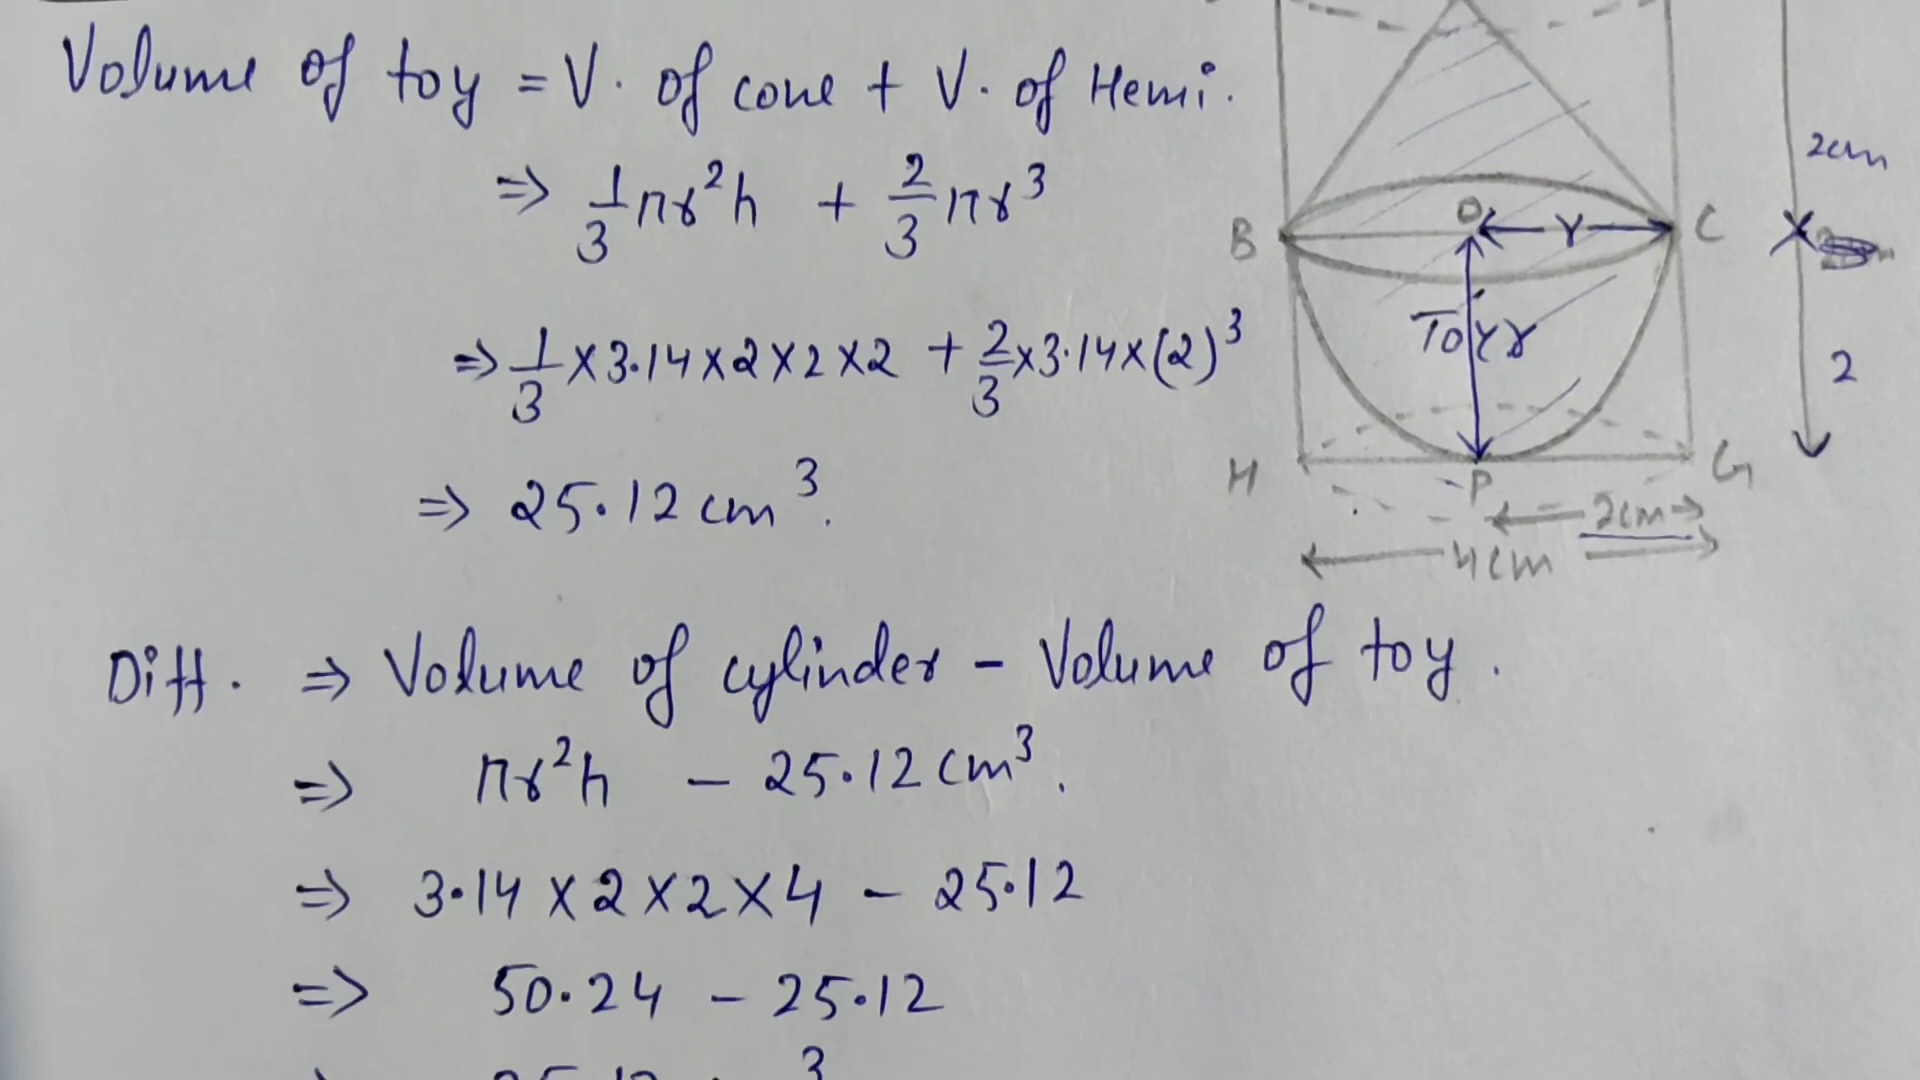 Volume of toy = V. of cone + V. of Hemi.
⇒ 1/3 πr²h + 2/3 πr³
⇒ 1/3 × 3.14 × 2 × 2 × 2 + 2/3 × 3.14 × (2)³
⇒ 25.12 cm³.
2cm
B O r C
Toy r
2
H P G
2cm
4cm
Diff. ⇒ Volume of cylinder - Volume of toy.
⇒ πr²h - 25.12 cm³.
⇒ 3.14 × 2 × 2 × 4 - 25.12
⇒ 50.24 - 25.12